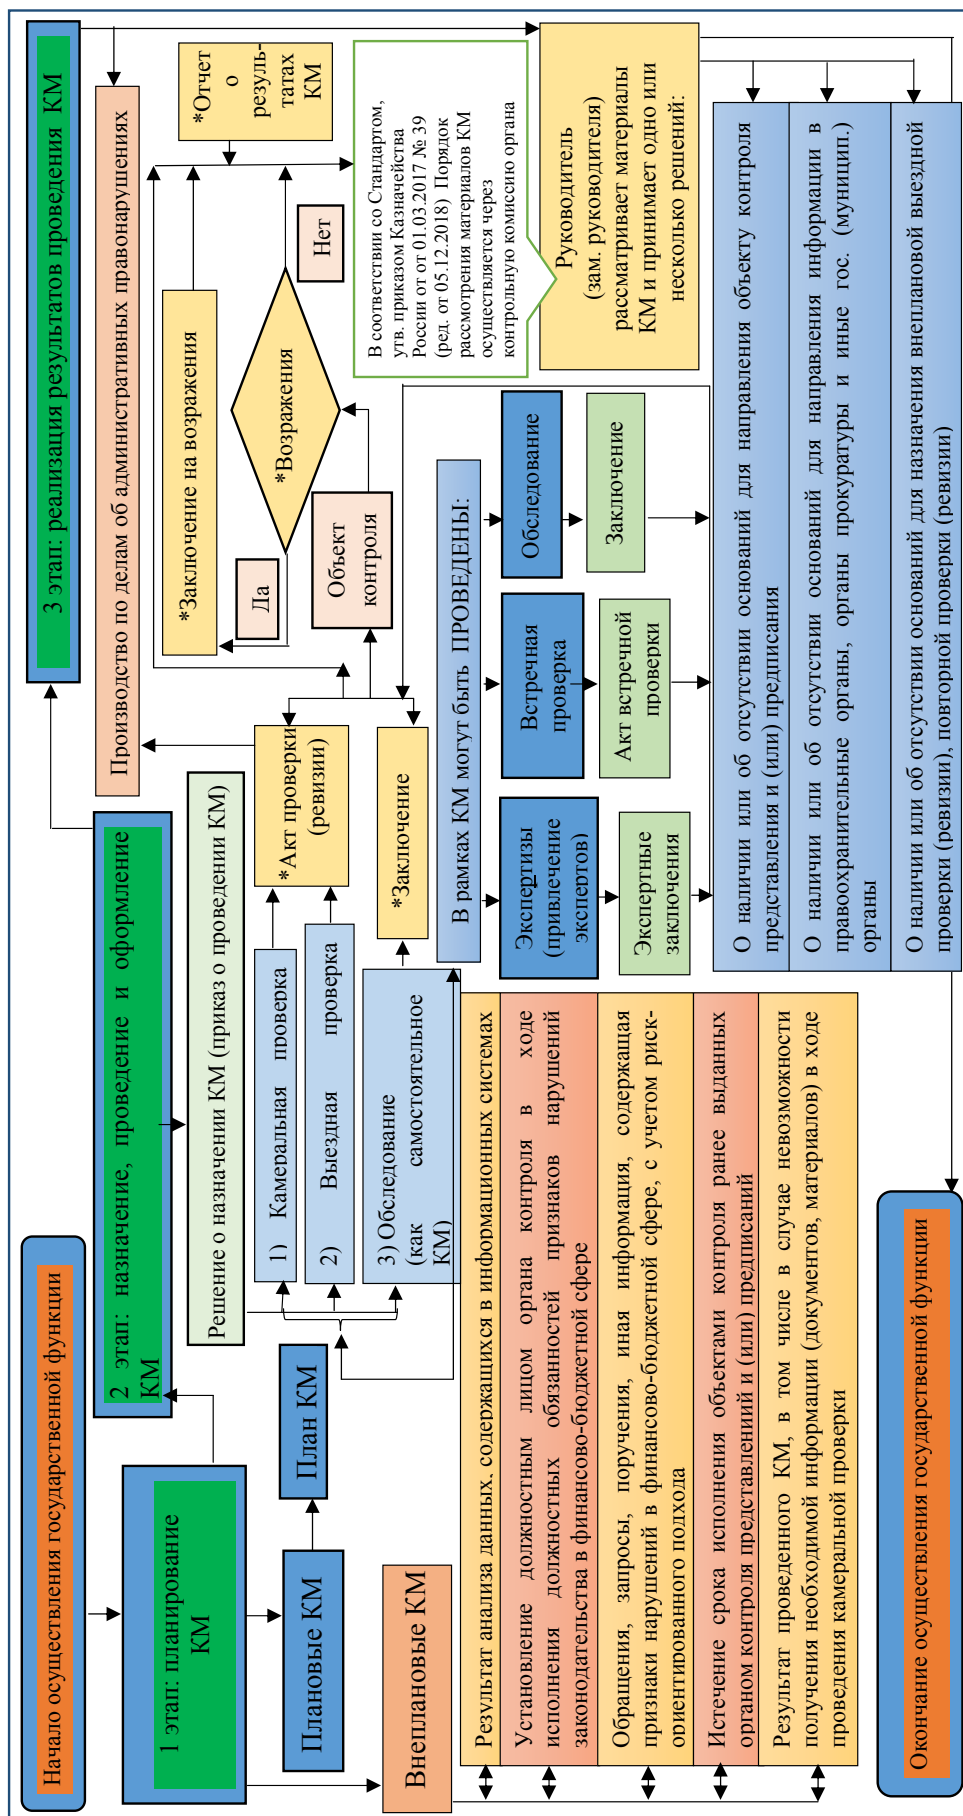 Начало осуществления государственной функции
1 этап: планирование
КМ
Плановые КМ
План КМ
Внеплановые КМ
Результат анализа данных, содержащихся в информационных системах
Установление должностным лицом органа контроля в ходе
исполнения должностных обязанностей признаков нарушений
законодательства в финансово-бюджетной сфере
Обращения, запросы, поручения, иная информация, содержащая
признаки нарушений в финансово-бюджетной сфере, с учетом риск-
ориентированного подхода
Истечение срока исполнения объектами контроля ранее выданных
органом контроля представлений и (или) предписаний
Результат проведенного КМ, в том числе в случае невозможности
получения необходимой информации (документов, материалов) в ходе
проведения камеральной проверки
Окончание осуществления государственной функции
2 этап: назначение, проведение и оформление
КМ
Решение о назначении КМ (приказ о проведении КМ)
1) Камеральная проверка
2) Выездная проверка
3) Обследование
(как самостоятельное
КМ)
*Акт проверки
(ревизии)
*Заключение
В рамках КМ могут быть ПРОВЕДЕНЫ:
Экспертизы
(привлечение
экспертов)
Экспертные
заключения
Встречная
проверка
Акт встречной
проверки
Обследование
Заключение
3 этап: реализация результатов проведения КМ
Производство по делам об административных правонарушениях
*Отчет
о
резуль-
татах
КМ
*Заключение на возражения
Да
*Возражения
Нет
Объект
контроля
В соответствии со Стандартом,
утв. приказом Казначейства
России от от 01.03.2017 № 39
(ред. от 05.12.2018) Порядок
рассмотрения материалов КМ
осуществляется через
контрольную комиссию органа
Руководитель
(зам. руководителя)
рассматривает материалы
КМ и принимает одно или
несколько решений:
О наличии или об отсутствии оснований для направления объекту контроля
представления и (или) предписания
О наличии или об отсутствии оснований для направления информации в
правоохранительные органы, органы прокуратуры и иные гос. (муницип.)
органы
О наличии или об отсутствии оснований для назначения внеплановой выездной
проверки (ревизии), повторной проверки (ревизии)